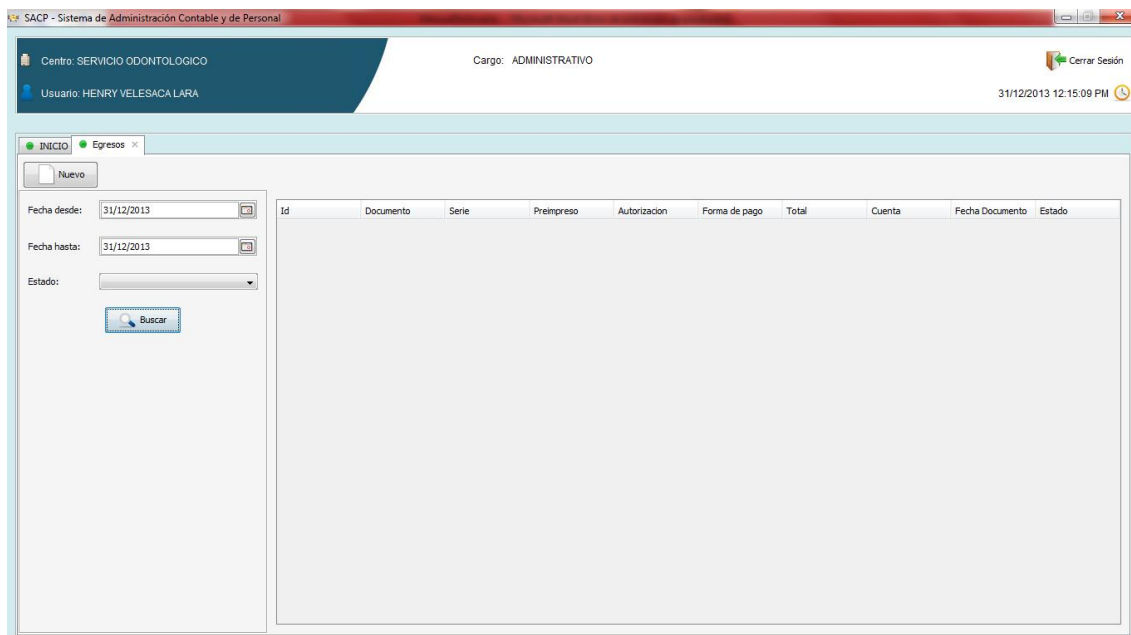 SACP - Sistema de Administración Contable y de Personal
Centro: SERVICIO ODONTOLOGICO
Cargo: ADMINISTRATIVO
Cerrar Sesión
Usuario: HENRY VELESACA LARA
31/12/2013 12:15:09 PM
INICIO Egresos
Nuevo
Fecha desde: 31/12/2013
Id Documento Serie Preimpreso Autorizacion Forma de pago Total Cuenta Fecha Documento Estado
Fecha hasta: 31/12/2013
Estado:
Buscar